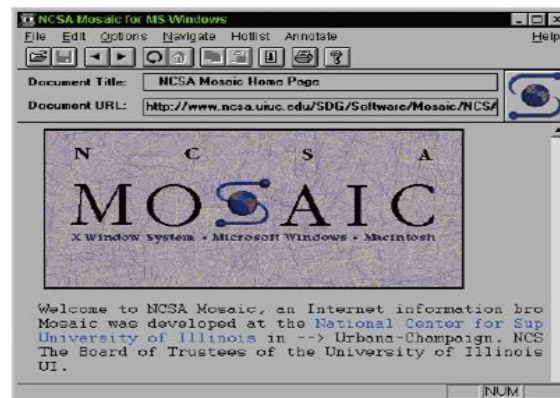 NCSA Mosaic for MS Windows
File Edit Options Navigate Hotlist Annotate Help
Document Title: NCSA Mosaic Home Page
Document URL: http://www.ncsa.uiuc.edu/SDG/Software/Mosaic/NCSA
N C S A
MOSAIC
X Window System • Microsoft Windows • Macintosh
Welcome to NCSA Mosaic, an Internet information bro
Mosaic was developed at the National Center for Sup
University of Illinois in --> Urbana-Champaign. NCS
The Board of Trustees of the University of Illinois
UI.
NUM